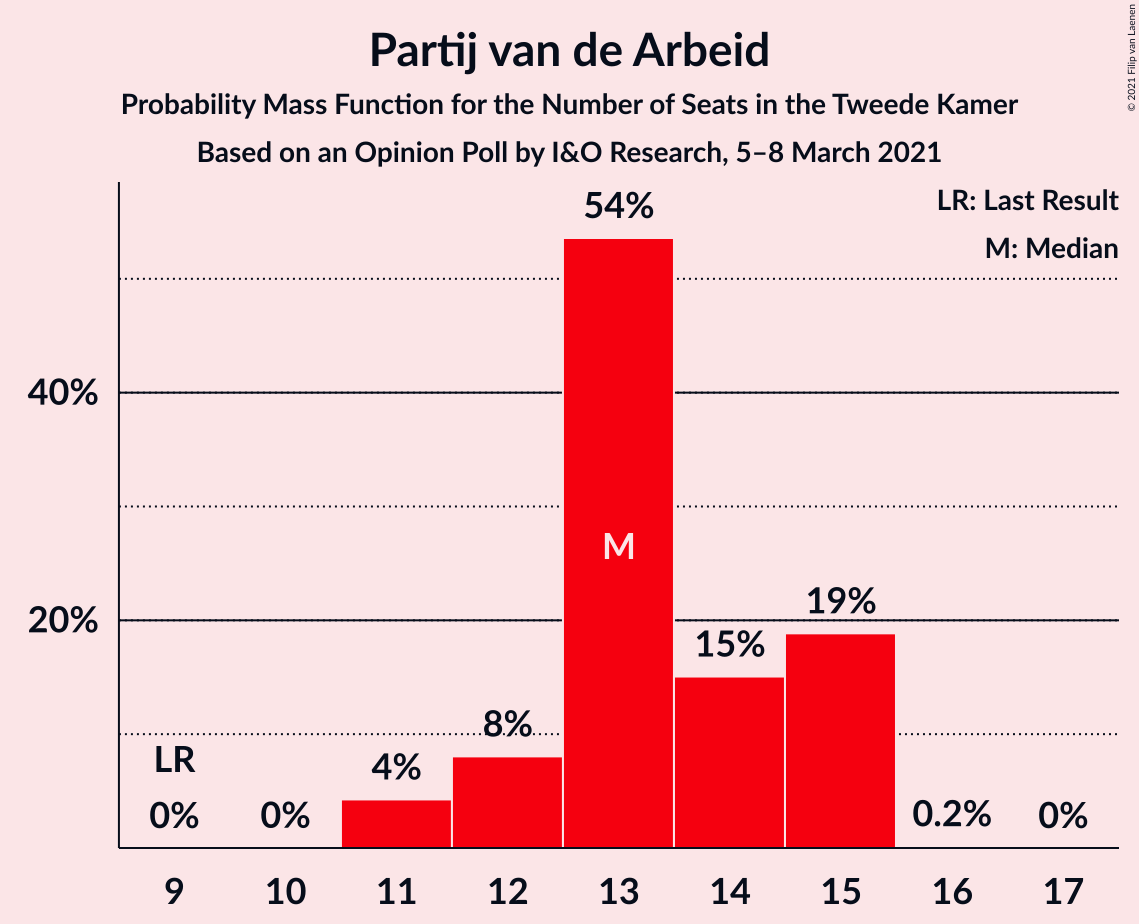 Partij van de Arbeid
Probability Mass Function for the Number of Seats in the Tweede Kamer
Based on an Opinion Poll by I&O Research, 5–8 March 2021
© 2021 Filip van Laenen
LR: Last Result
M: Median
54%
40%
M
20%
19%
15%
8%
LR
4%
0%
0%
0.2%
0%
9 10 11 12 13 14 15 16 17